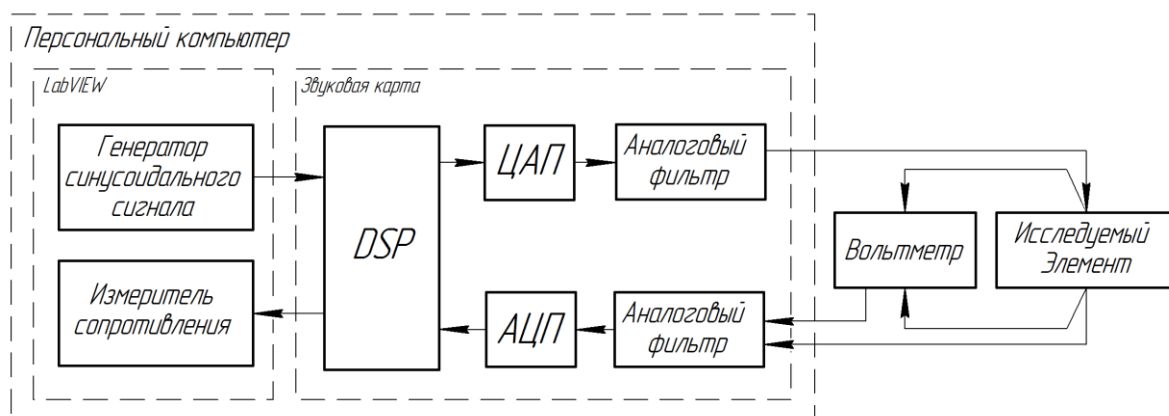 Персональный компьютер
LabVIEW
Звуковая карта
Генератор
синусоидального
сигнала
DSP
ЦАП
Аналоговый
фильтр
Вольтметр
Исследуемый
Элемент
Измеритель
сопротивления
АЦП
Аналоговый
фильтр